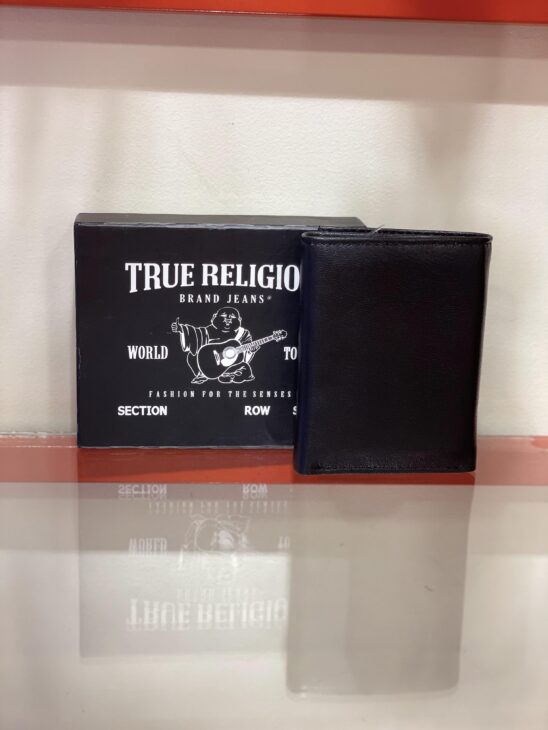 TRUE RELIGIO
BRAND JEANS®
WORLD TO
FASHION FOR THE SENSES
SECTION ROW S